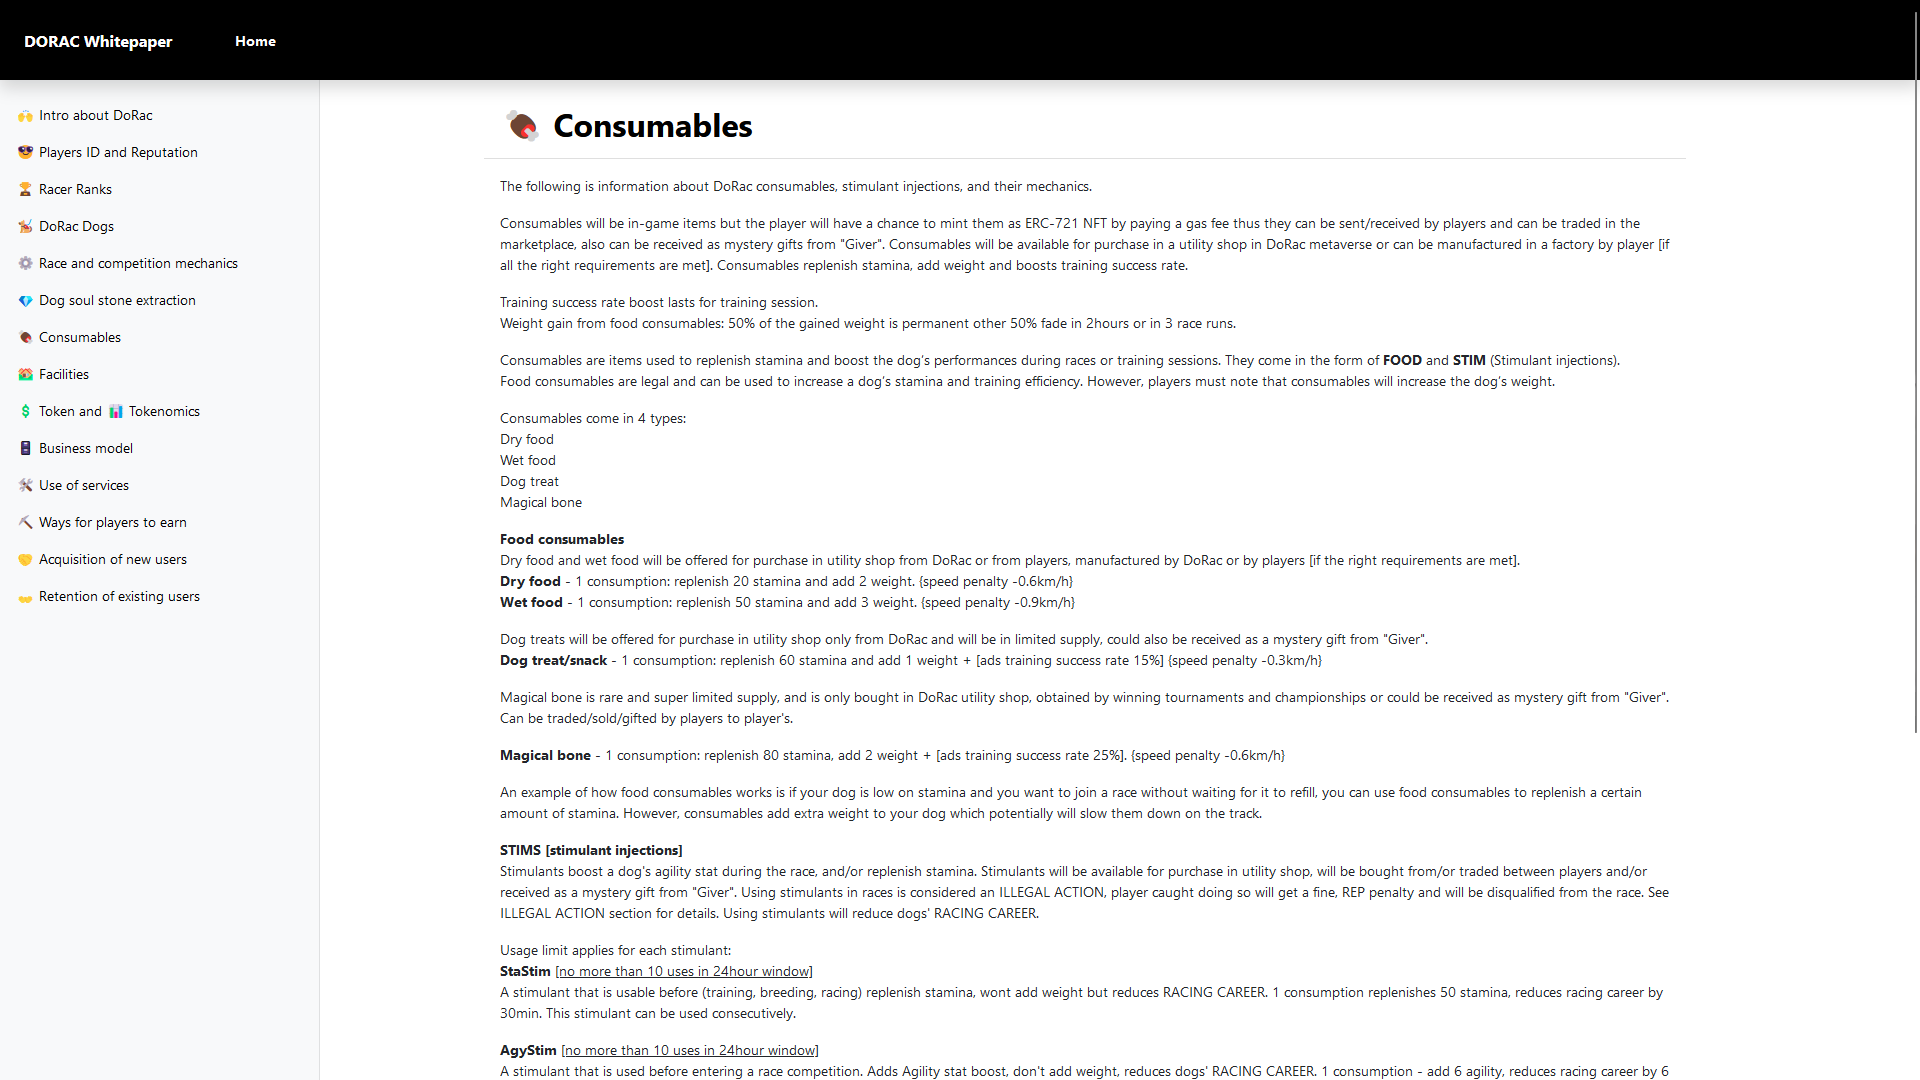 DORAC Whitepaper
Home
Intro about DoRac
Players ID and Reputation
Racer Ranks
DoRac Dogs
Race and competition mechanics
Dog soul stone extraction
Consumables
Facilities
Token and Tokenomics
Business model
Use of services
Ways for players to earn
Acquisition of new users
Retention of existing users
Consumables
The following is information about DoRac consumables, stimulant injections, and their mechanics.
Consumables will be in-game items but the player will have a chance to mint them as ERC-721 NFT by paying a gas fee thus they can be sent/received by players and can be traded in the
marketplace, also can be received as mystery gifts from "Giver". Consumables will be available for purchase in a utility shop in DoRac metaverse or can be manufactured in a factory by player [if
all the right requirements are met]. Consumables replenish stamina, add weight and boosts training success rate.
Training success rate boost lasts for training session.
Weight gain from food consumables: 50% of the gained weight is permanent other 50% fade in 2hours or in 3 race runs.
Consumables are items used to replenish stamina and boost the dog's performances during races or training sessions. They come in the form of FOOD and STIM (Stimulant injections).
Food consumables are legal and can be used to increase a dog's stamina and training efficiency. However, players must note that consumables will increase the dog's weight.
Consumables come in 4 types:
Dry food
Wet food
Dog treat
Magical bone
Food consumables
Dry food and wet food will be offered for purchase in utility shop from DoRac or from players, manufactured by DoRac or by players [if the right requirements are met].
Dry food - 1 consumption: replenish 20 stamina and add 2 weight. {speed penalty -0.6km/h}
Wet food - 1 consumption: replenish 50 stamina and add 3 weight. {speed penalty -0.9km/h}
Dog treats will be offered for purchase in utility shop only from DoRac and will be in limited supply, could also be received as a mystery gift from "Giver".
Dog treat/snack - 1 consumption: replenish 60 stamina and add 1 weight + [ads training success rate 15%] {speed penalty -0.3km/h}
Magical bone is rare and super limited supply, and is only bought in DoRac utility shop, obtained by winning tournaments and championships or could be received as mystery gift from "Giver".
Can be traded/sold/gifted by players to player's.
Magical bone - 1 consumption: replenish 80 stamina, add 2 weight + [ads training success rate 25%]. {speed penalty -0.6km/h}
An example of how food consumables works is if your dog is low on stamina and you want to join a race without waiting for it to refill, you can use food consumables to replenish a certain
amount of stamina. However, consumables add extra weight to your dog which potentially will slow them down on the track.
STIMS [stimulant injections]
Stimulants boost a dog's agility stat during the race, and/or replenish stamina. Stimulants will be available for purchase in utility shop, will be bought from/or traded between players and/or
received as a mystery gift from "Giver". Using stimulants in races is considered an ILLEGAL ACTION, player caught doing so will get a fine, REP penalty and will be disqualified from the race. See
ILLEGAL ACTION section for details. Using stimulants will reduce dogs' RACING CAREER.
Usage limit applies for each stimulant:
StaStim [no more than 10 uses in 24hour window]
A stimulant that is usable before (training, breeding, racing) replenish stamina, wont add weight but reduces RACING CAREER. 1 consumption replenishes 50 stamina, reduces racing career by
30min. This stimulant can be used consecutively.
AgyStim [no more than 10 uses in 24hour window]
A stimulant that is used before entering a race competition. Adds Agility stat boost, don't add weight, reduces dogs' RACING CAREER. 1 consumption - add 6 agility, reduces racing career by 6